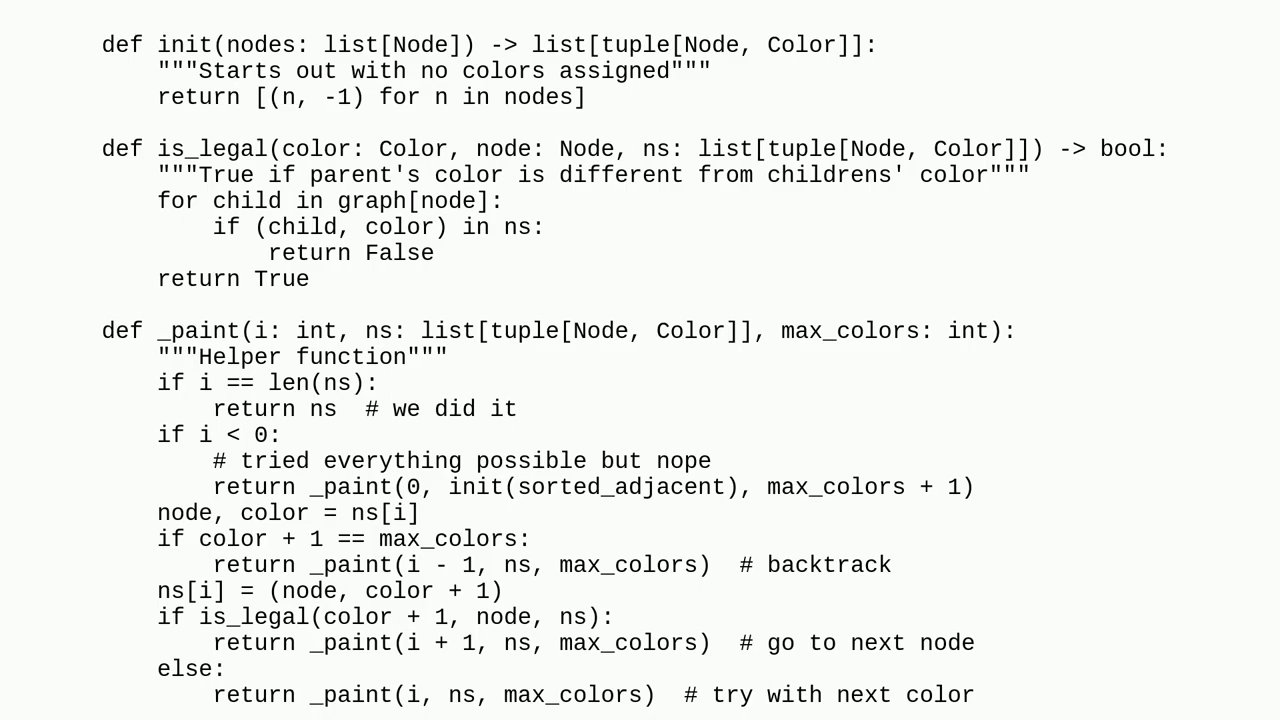 def init(nodes: list[Node]) -> list[tuple[Node, Color]]:
    """Starts out with no colors assigned"""
    return [(n, -1) for n in nodes]

def is_legal(color: Color, node: Node, ns: list[tuple[Node, Color]]) -> bool:
    """True if parent's color is different from childrens' color"""
    for child in graph[node]:
        if (child, color) in ns:
            return False
    return True

def _paint(i: int, ns: list[tuple[Node, Color]], max_colors: int):
    """Helper function"""
    if i == len(ns):
        return ns  # we did it
    if i < 0:
        # tried everything possible but nope
        return _paint(0, init(sorted_adjacent), max_colors + 1)
    node, color = ns[i]
    if color + 1 == max_colors:
        return _paint(i - 1, ns, max_colors)  # backtrack
    ns[i] = (node, color + 1)
    if is_legal(color + 1, node, ns):
        return _paint(i + 1, ns, max_colors)  # go to next node
    else:
        return _paint(i, ns, max_colors)  # try with next color